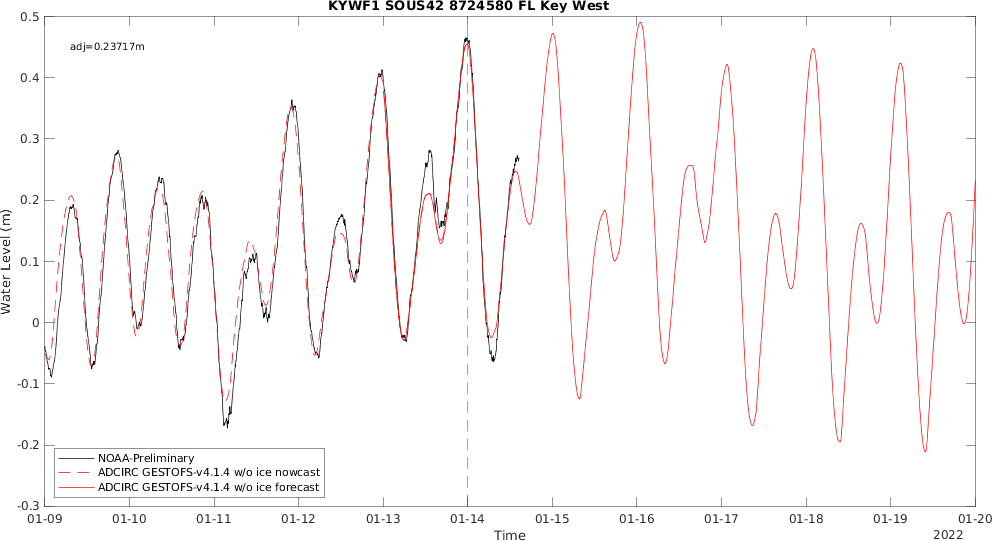 KYWF1 SOUS42 8724580 FL Key West
adj=0.23717m
Water Level (m)
0.5
0.4
0.3
0.2
0.1
0
-0.1
-0.2
-0.3
NOAA-Preliminary
ADCIRC GESTOFS-v4.1.4 w/o ice nowcast
ADCIRC GESTOFS-v4.1.4 w/o ice forecast
01-09 01-10 01-11 01-12 01-13 01-14 01-15 01-16 01-17 01-18 01-19 01-20
Time
2022